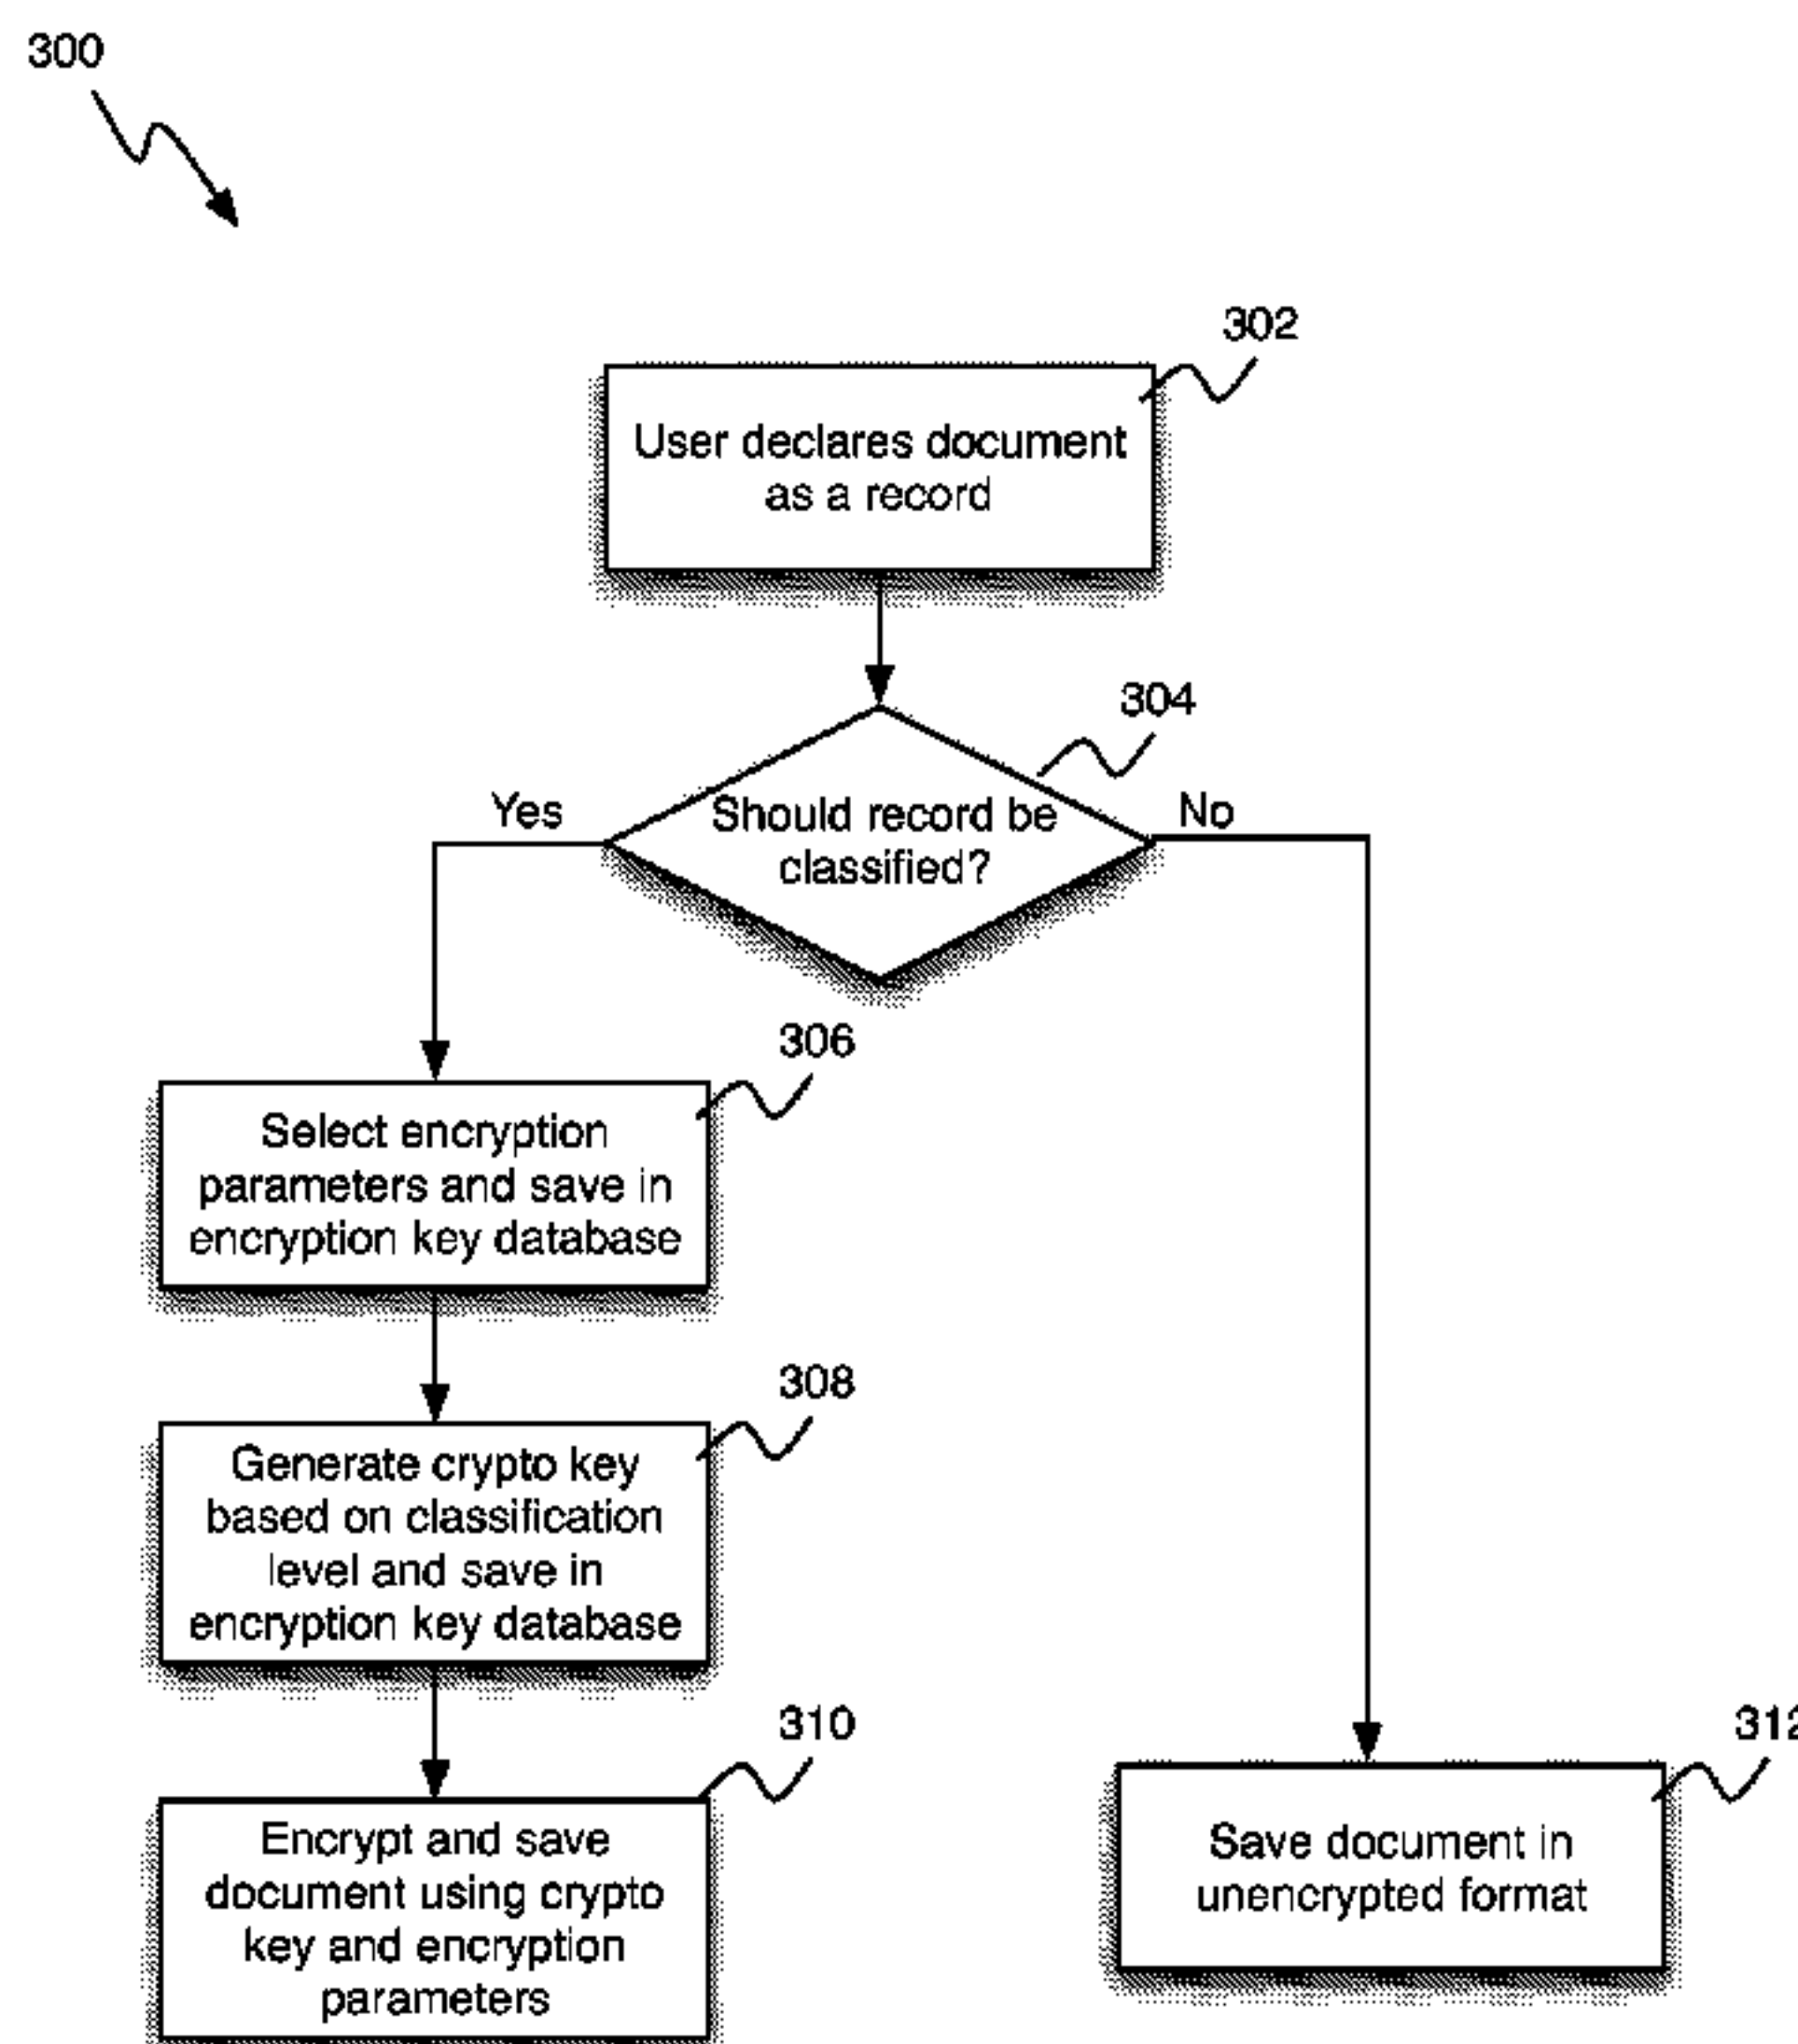 300
302
User declares document
as a record
304
Yes
Should record be
classified?
No
306
Select encryption
parameters and save in
encryption key database
308
Generate crypto key
based on classification
level and save in
encryption key database
310
Encrypt and save
document using crypto
key and encryption
parameters
312
Save document in
unencrypted format